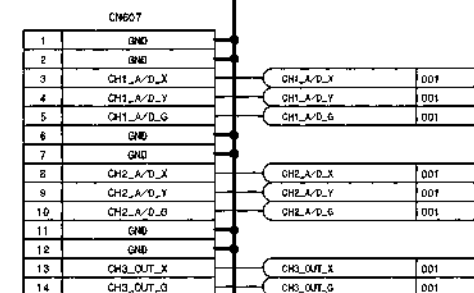 CN607
1 GND
2 GND
3 CH1_A/D_X CH1_A/D_X 001
4 CH1_A/D_Y CH1_A/D_Y 001
5 CH1_A/D_G CH1_A/D_G 001
6 GND
7 GND
8 CH2_A/D_X CH2_A/D_X 001
9 CH2_A/D_Y CH2_A/D_Y 001
10 CH2_A/D_G CH2_A/D_G 001
11 GND
12 GND
13 CH3_OUT_X CH3_OUT_X 001
14 CH3_OUT_G CH3_OUT_G 001